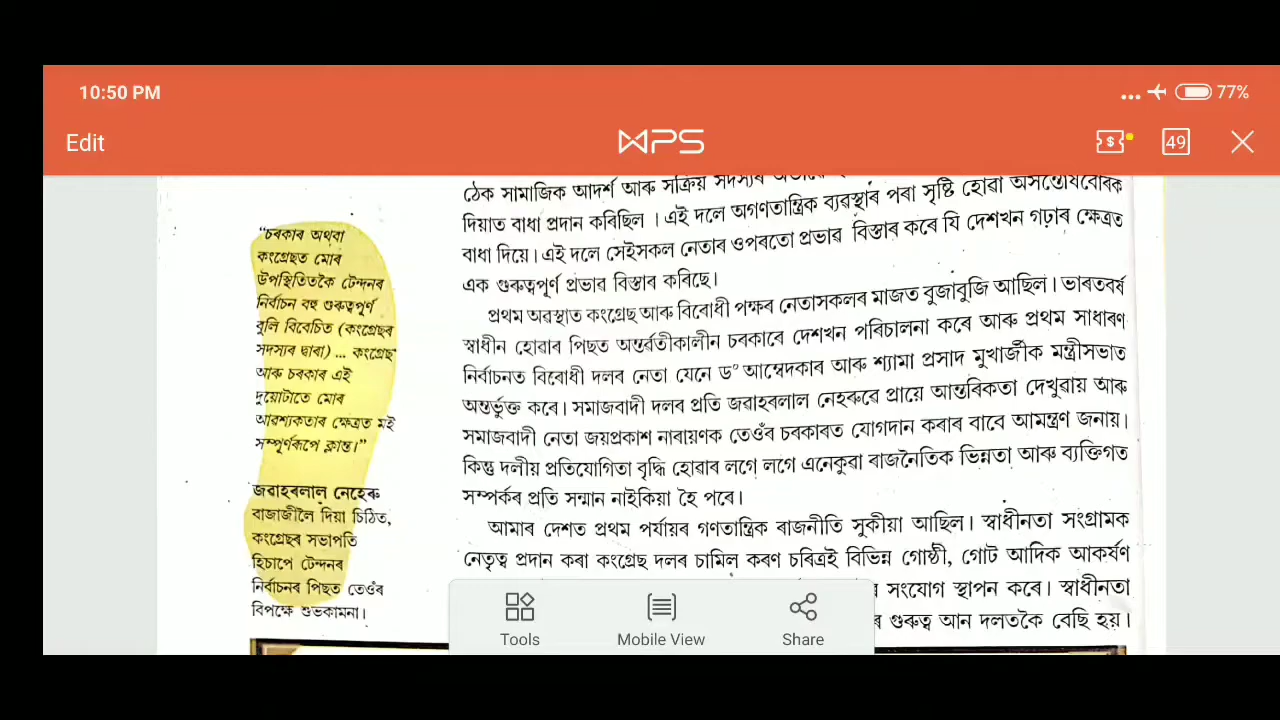 10:50 PM
77%
Edit
WPS
49
ঠেক সামাজিক আদৰ্শ আৰু সক্ৰিয় সদস্যৰ
দিয়াত বাধা প্ৰদান কৰিছিল । এই দলে অগণতান্ত্ৰিক ব্যৱস্থাৰ পৰা সৃষ্টি হোৱা অসন্তোষবোৰক
বাধা দিয়ে। এই দলে সেইসকল নেতাৰ ওপৰতো প্ৰভাৱ বিস্তাৰ কৰে যি দেশখন গঢ়াৰ ক্ষেত্ৰত
এক গুৰুত্বপূৰ্ণ প্ৰভাৱ বিস্তাৰ কৰিছে।
প্ৰথম অৱস্থাত কংগ্ৰেছ আৰু বিৰোধী পক্ষৰ নেতাসকলৰ মাজত বুজাবুজি আছিল। ভাৰতবৰ্ষ
স্বাধীন হোৱাৰ পিছত অন্তৰ্বৰ্তীকালীন চৰকাৰে দেশখন পৰিচালনা কৰে আৰু প্ৰথম সাধাৰণ
নিৰ্বাচনত বিৰোধী দলৰ নেতা যেনে ড° আম্বেদকাৰ আৰু শ্যামা প্ৰসাদ মুখাৰ্জীক মন্ত্ৰীসভাত
অন্তৰ্ভুক্ত কৰে। সমাজবাদী দলৰ প্ৰতি জৱাহৰলাল নেহৰুৱে প্ৰায়ে আন্তৰিকতা দেখুৱায় আৰু
সমাজবাদী নেতা জয়প্ৰকাশ নাৰায়ণক তেওঁৰ চৰকাৰত যোগদান কৰাৰ বাবে আমন্ত্ৰণ জনায়।
কিন্তু দলীয় প্ৰতিযোগিতা বৃদ্ধি হোৱাৰ লগে লগে এনেকুৱা ৰাজনৈতিক ভিন্নতা আৰু ব্যক্তিগত
সম্পৰ্কৰ প্ৰতি সন্মান নাইকিয়া হৈ পৰে।
আমাৰ দেশত প্ৰথম পৰ্যায়ৰ গণতান্ত্ৰিক ৰাজনীতি সুকীয়া আছিল। স্বাধীনতা সংগ্ৰামক
নেতৃত্ব প্ৰদান কৰা কংগ্ৰেছ দলৰ চামিল কৰণ চৰিত্ৰই বিভিন্ন গোষ্ঠী, গোট আদিক আকৰ্ষণ
সংযোগ স্থাপন কৰে। স্বাধীনতা
ৰ গুৰুত্ব আন দলতকৈ বেছি হয়।
"চৰকাৰ অথবা
কংগ্ৰেছত মোৰ
উপস্থিতিতকৈ টেন্দনৰ
নিৰ্বাচন বহু গুৰুত্বপূৰ্ণ
বুলি বিবেচিত (কংগ্ৰেছৰ
সদস্যৰ দ্বাৰা) ... কংগ্ৰেছ
আৰু চৰকাৰ এই
দুয়োটাতে মোৰ
আৱশ্যকতাৰ ক্ষেত্ৰত মই
সম্পূৰ্ণৰূপে ক্লান্ত।"
জৱাহৰলাল নেহেৰু
ৰাজাজীলৈ দিয়া চিঠিত,
কংগ্ৰেছৰ সভাপতি
হিচাপে টেন্দনৰ
নিৰ্বাচনৰ পিছত তেওঁৰ
বিপক্ষে শুভকামনা।
Tools
Mobile View
Share